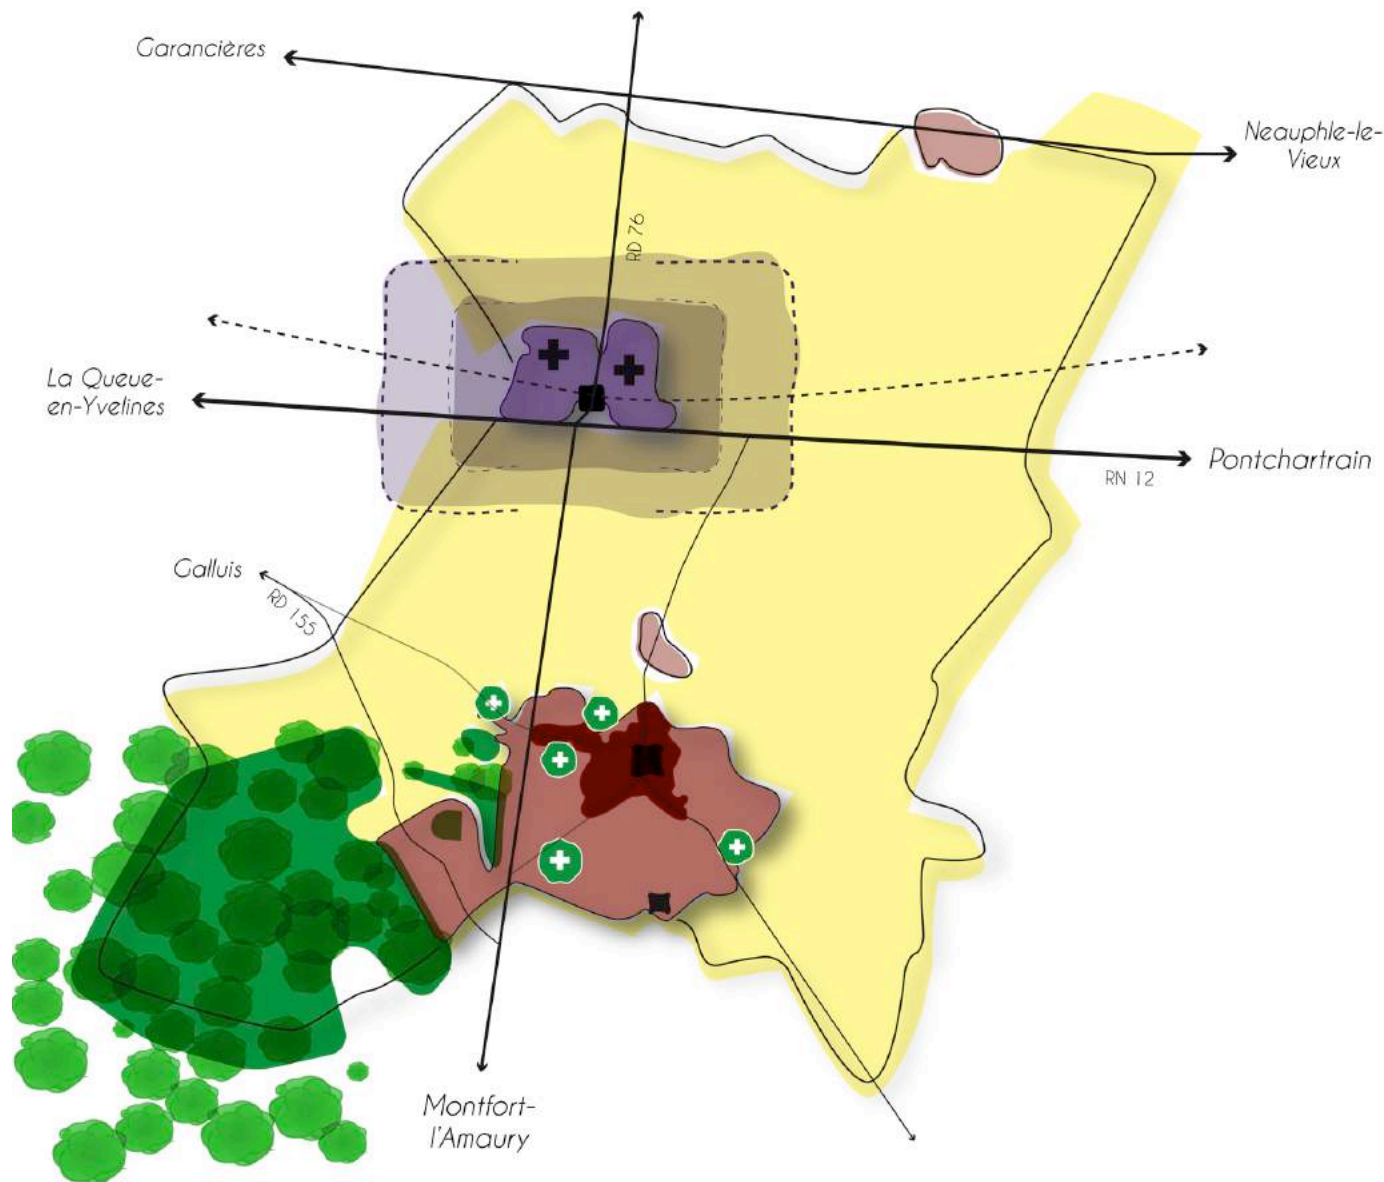 Garancières
Neauphle-le-
Vieux
RD 76
La Queue-
en-Yvelines
Pontchartrain
RN 12
Galluis
RD 155
Montfort-
l'Amaury